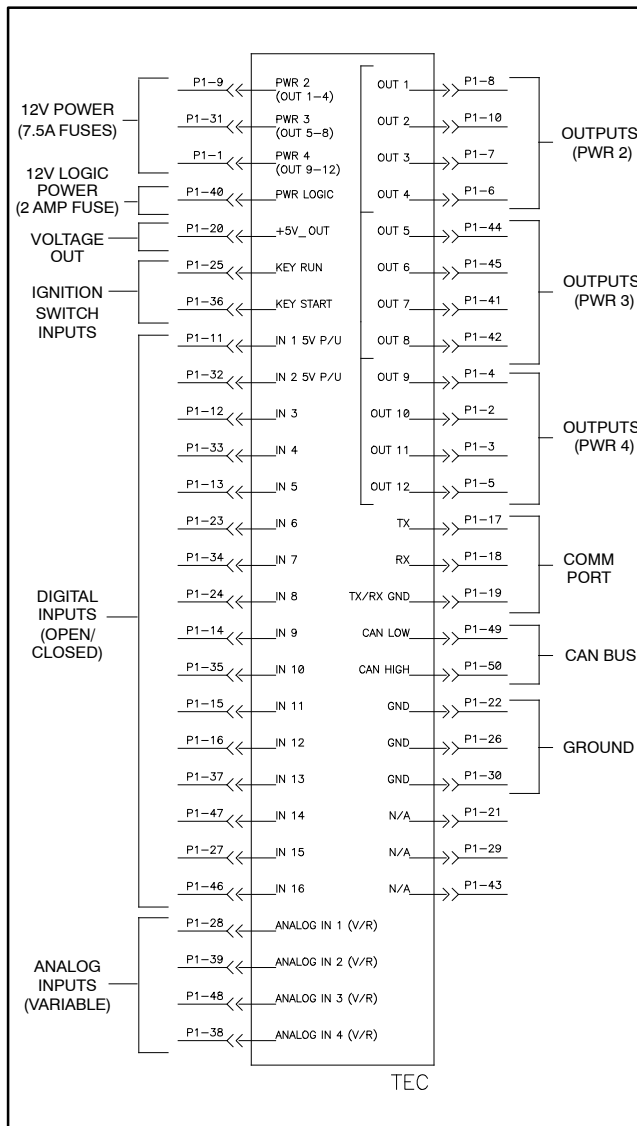 12V POWER
(7.5A FUSES)
P1-9 PWR 2
(OUT 1-4)
P1-31 PWR 3
(OUT 5-8)
P1-1 PWR 4
(OUT 9-12)
12V LOGIC
POWER
(2 AMP FUSE)
P1-40 PWR LOGIC
VOLTAGE
OUT
P1-20 +5V_OUT
IGNITION
SWITCH
INPUTS
P1-25 KEY RUN
P1-36 KEY START
DIGITAL
INPUTS
(OPEN/
CLOSED)
P1-11 IN 1 5V P/U
P1-32 IN 2 5V P/U
P1-12 IN 3
P1-33 IN 4
P1-13 IN 5
P1-23 IN 6
P1-34 IN 7
P1-24 IN 8
P1-14 IN 9
P1-35 IN 10
P1-15 IN 11
P1-16 IN 12
P1-37 IN 13
P1-47 IN 14
P1-27 IN 15
P1-46 IN 16
ANALOG
INPUTS
(VARIABLE)
P1-28 ANALOG IN 1 (V/R)
P1-39 ANALOG IN 2 (V/R)
P1-48 ANALOG IN 3 (V/R)
P1-38 ANALOG IN 4 (V/R)
OUT 1 P1-8
OUT 2 P1-10
OUT 3 P1-7
OUT 4 P1-6
OUTPUTS
(PWR 2)
OUT 5 P1-44
OUT 6 P1-45
OUT 7 P1-41
OUT 8 P1-42
OUTPUTS
(PWR 3)
OUT 9 P1-4
OUT 10 P1-2
OUT 11 P1-3
OUT 12 P1-5
OUTPUTS
(PWR 4)
TX P1-17
RX P1-18
TX/RX GND P1-19
COMM
PORT
CAN LOW P1-49
CAN HIGH P1-50
CAN BUS
GND P1-22
GND P1-26
GND P1-30
GROUND
N/A P1-21
N/A P1-29
N/A P1-43
TEC